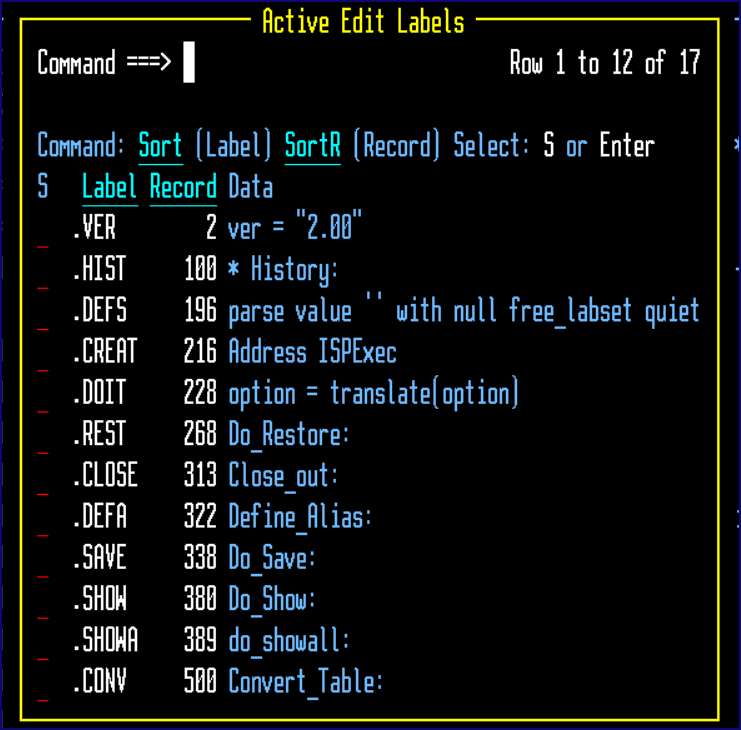 Active Edit Labels
Command ===> Row 1 to 12 of 17
Command: Sort (Label) SortR (Record) Select: S or Enter
S Label Record Data
_ .VER 2 ver = "2.00"
_ .HIST 100 * History:
_ .DEFS 196 parse value '' with null free_labset quiet
_ .CREAT 216 Address ISPExec
_ .DOIT 228 option = translate(option)
_ .REST 268 Do_Restore:
_ .CLOSE 313 Close_out:
_ .DEFA 322 Define_Alias:
_ .SAVE 338 Do_Save:
_ .SHOW 380 Do_Show:
_ .SHOWA 389 do_showall:
_ .CONV 500 Convert_Table: